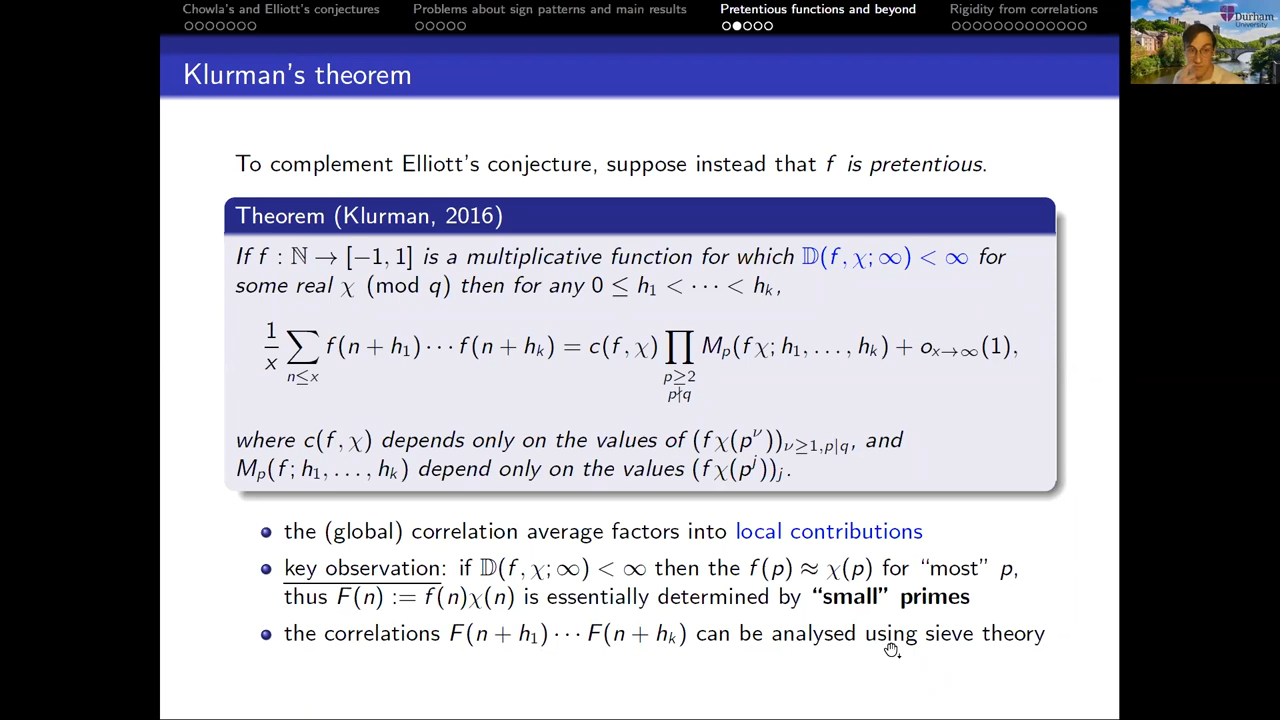 Chowla's and Elliott's conjectures
Problems about sign patterns and main results
Pretentious functions and beyond
Rigidity from correlations
Durham
University
Klurman's theorem
To complement Elliott's conjecture, suppose instead that f is pretentious.
Theorem (Klurman, 2016)
If f : ℕ → [−1, 1] is a multiplicative function for which 𝔻(f, χ; ∞) < ∞ for
some real χ (mod q) then for any 0 ≤ h₁ < ⋯ < hₖ,
1/x ∑_{n≤x} f(n + h₁) ⋯ f(n + hₖ) = c(f, χ) ∏_{p≥2, p∤q} Mₚ(fχ; h₁, . . . , hₖ) + o_{x→∞}(1),
where c(f, χ) depends only on the values of (fχ(p^ν))_{ν≥1,p|q}, and
Mₚ(f; h₁, . . . , hₖ) depend only on the values (fχ(p^j))_j.
the (global) correlation average factors into local contributions
key observation: if 𝔻(f, χ; ∞) < ∞ then the f(p) ≈ χ(p) for “most” p,
thus F(n) := f(n)χ(n) is essentially determined by “small” primes
the correlations F(n + h₁) ⋯ F(n + hₖ) can be analysed using sieve theory